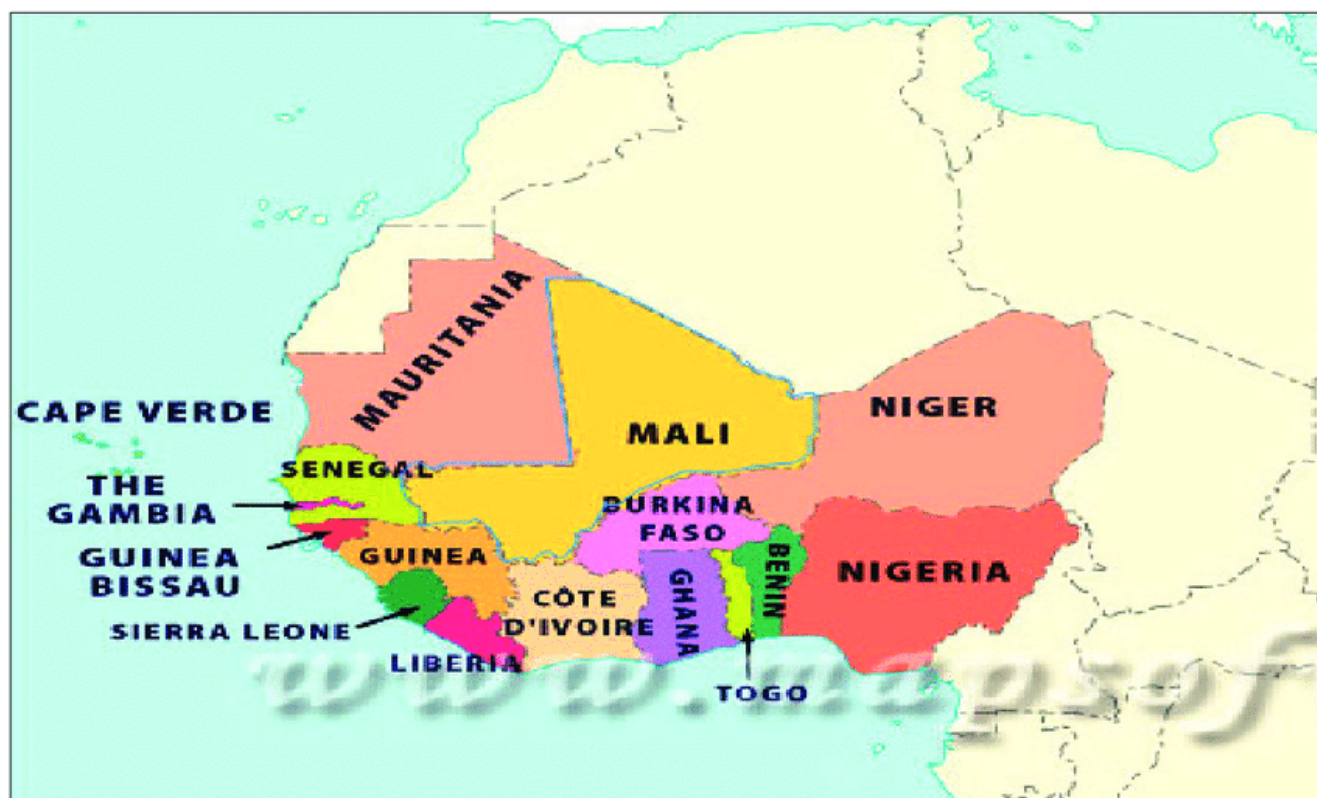 MAURITANIA
CAPE VERDE
NIGER
MALI
SENEGAL
THE
GAMBIA
BURKINA
FASO
GUINEA
BISSAU
GUINEA
BENIN
NIGERIA
GHANA
CÔTE
D'IVOIRE
SIERRA LEONE
LIBERIA
TOGO
www.mapsof